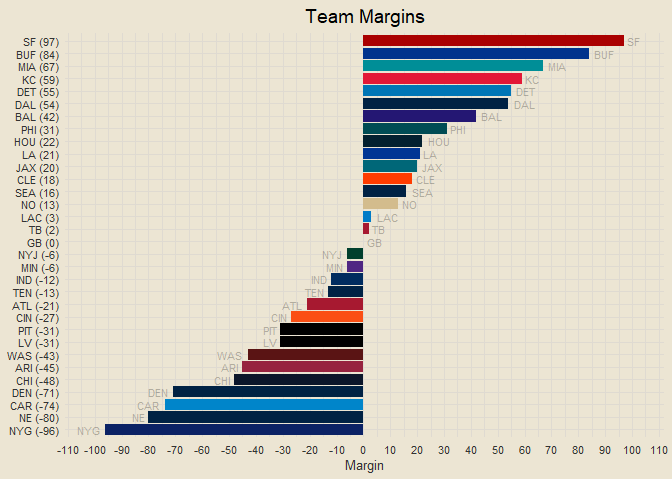 Team Margins
SF (97) SF
BUF (84) BUF
MIA (67) MIA
KC (59) KC
DET (55) DET
DAL (54) DAL
BAL (42) BAL
PHI (31) PHI
HOU (22) HOU
LA (21) LA
JAX (20) JAX
CLE (18) CLE
SEA (16) SEA
NO (13) NO
LAC (3) LAC
TB (2) TB
GB (0) GB
NYJ (-6) NYJ
MIN (-6) MIN
IND (-12) IND
TEN (-13) TEN
ATL (-21) ATL
CIN (-27) CIN
PIT (-31) PIT
LV (-31) LV
WAS (-43) WAS
ARI (-45) ARI
CHI (-48) CHI
DEN (-71) DEN
CAR (-74) CAR
NE (-80) NE
NYG (-96) NYG
-110 -100 -90 -80 -70 -60 -50 -40 -30 -20 -10 0 10 20 30 40 50 60 70 80 90 100 110
Margin